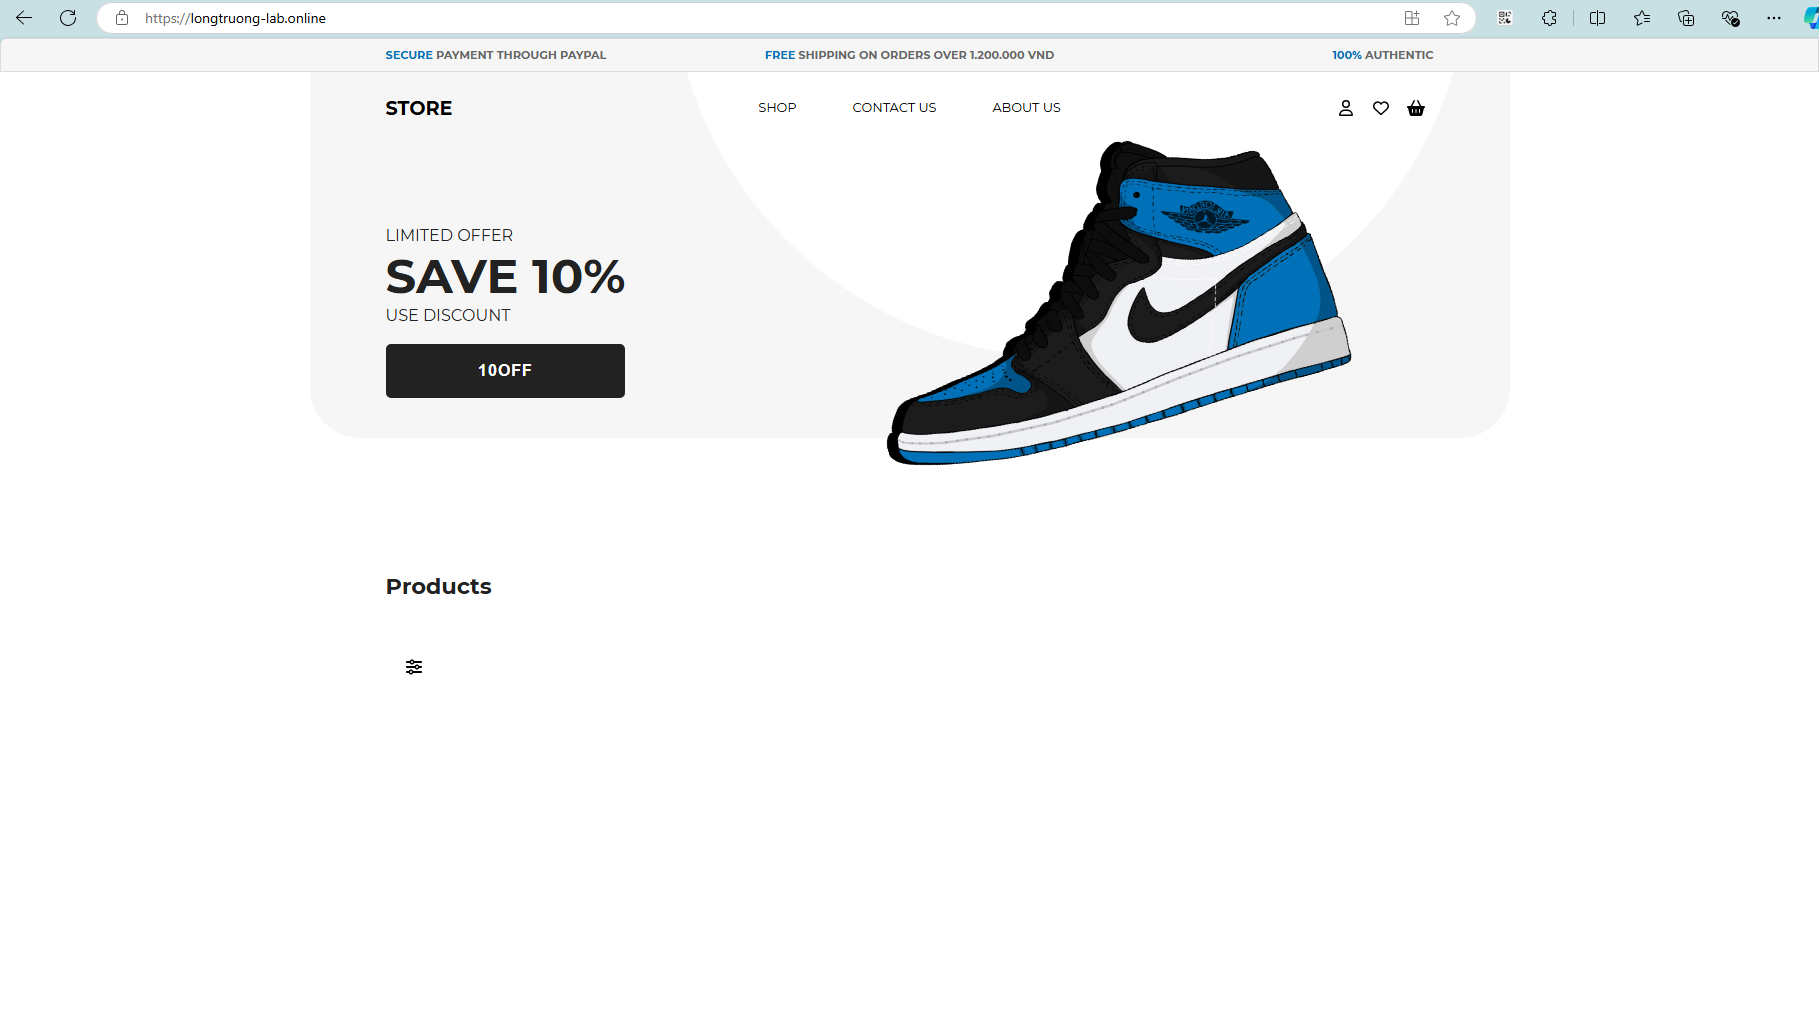 https://longtruong-lab.online
SECURE PAYMENT THROUGH PAYPAL
FREE SHIPPING ON ORDERS OVER 1.200.000 VND
100% AUTHENTIC
STORE
SHOP
CONTACT US
ABOUT US
LIMITED OFFER
SAVE 10%
USE DISCOUNT
10OFF
Products